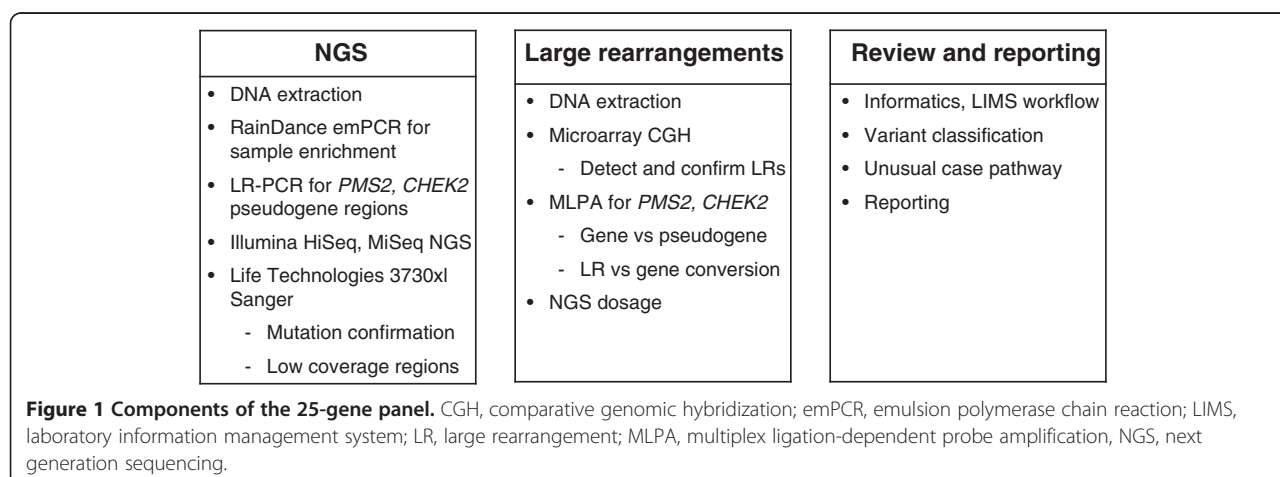 NGS
• DNA extraction
• RainDance emPCR for
sample enrichment
• LR-PCR for PMS2, CHEK2
pseudogene regions
• Illumina HiSeq, MiSeq NGS
• Life Technologies 3730xl
Sanger
- Mutation confirmation
- Low coverage regions
Large rearrangements
• DNA extraction
• Microarray CGH
- Detect and confirm LRs
• MLPA for PMS2, CHEK2
- Gene vs pseudogene
- LR vs gene conversion
• NGS dosage
Review and reporting
• Informatics, LIMS workflow
• Variant classification
• Unusual case pathway
• Reporting
Figure 1 Components of the 25-gene panel. CGH, comparative genomic hybridization; emPCR, emulsion polymerase chain reaction; LIMS,
laboratory information management system; LR, large rearrangement; MLPA, multiplex ligation-dependent probe amplification, NGS, next
generation sequencing.